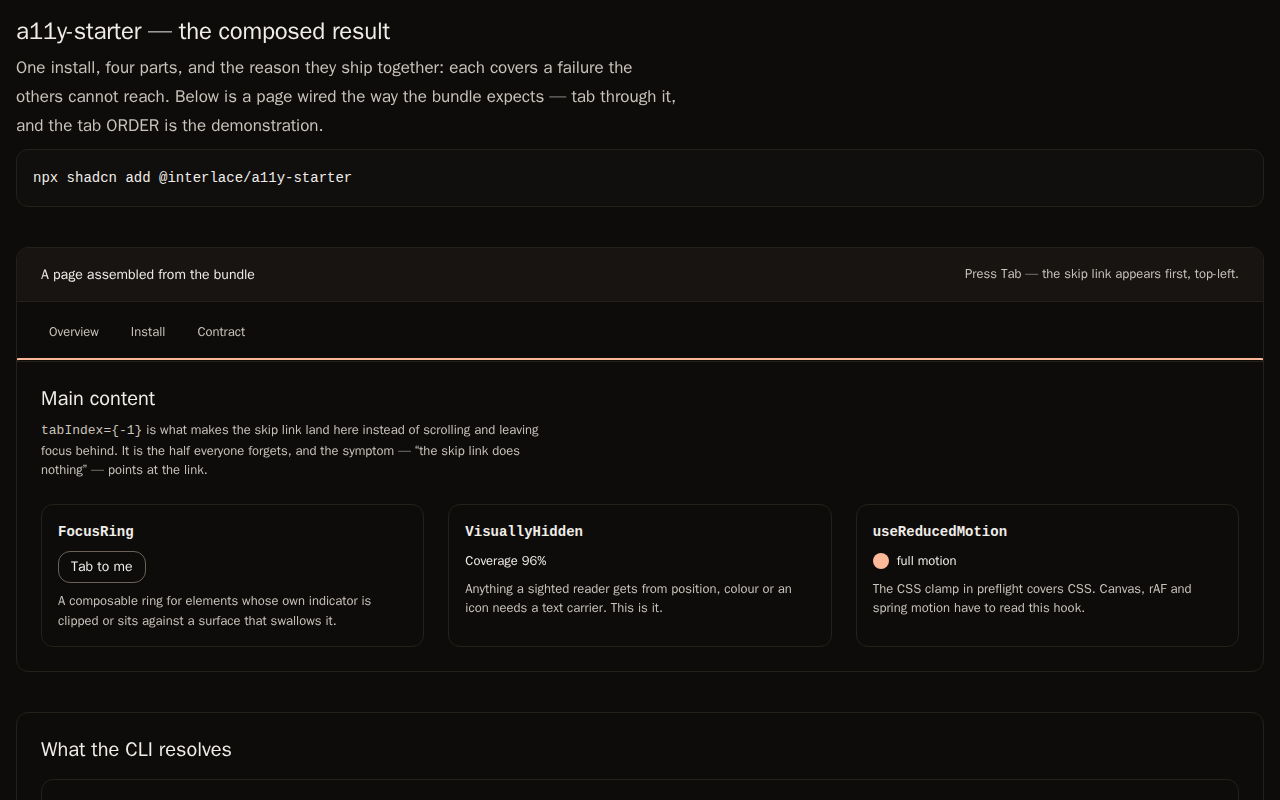 a11y-starter — the composed result
One install, four parts, and the reason they ship together: each covers a failure the
others cannot reach. Below is a page wired the way the bundle expects — tab through it,
and the tab ORDER is the demonstration.
npx shadcn add @interlace/a11y-starter
A page assembled from the bundle
Press Tab — the skip link appears first, top-left.
Overview
Install
Contract
Main content
tabIndex={-1} is what makes the skip link land here instead of scrolling and leaving
focus behind. It is the half everyone forgets, and the symptom — “the skip link does
nothing” — points at the link.
FocusRing
Tab to me
A composable ring for elements whose own indicator is
clipped or sits against a surface that swallows it.
VisuallyHidden
Coverage 96%
Anything a sighted reader gets from position, colour or an
icon needs a text carrier. This is it.
useReducedMotion
full motion
The CSS clamp in preflight covers CSS. Canvas, rAF and
spring motion have to read this hook.
What the CLI resolves